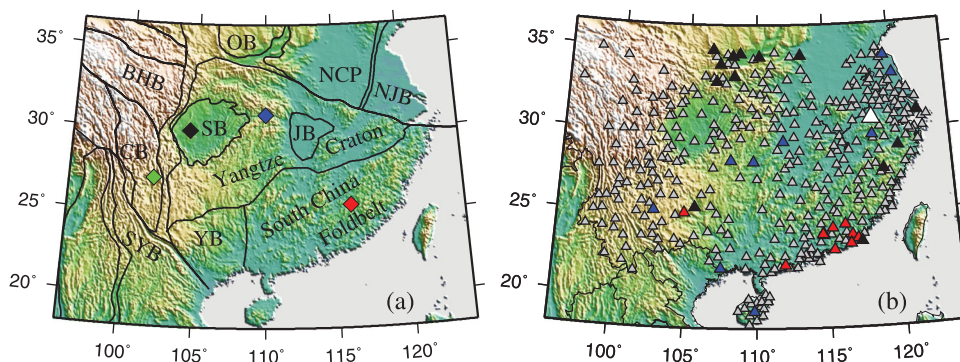 35°
30°
25°
20°
100°
105°
110°
115°
120°
OB
BHB
NCP
NJB
SB
JB
CB
Yangtze
Craton
South China
Foldbelt
YB
SYB
(a)
35°
30°
25°
20°
100°
105°
110°
115°
120°
(b)